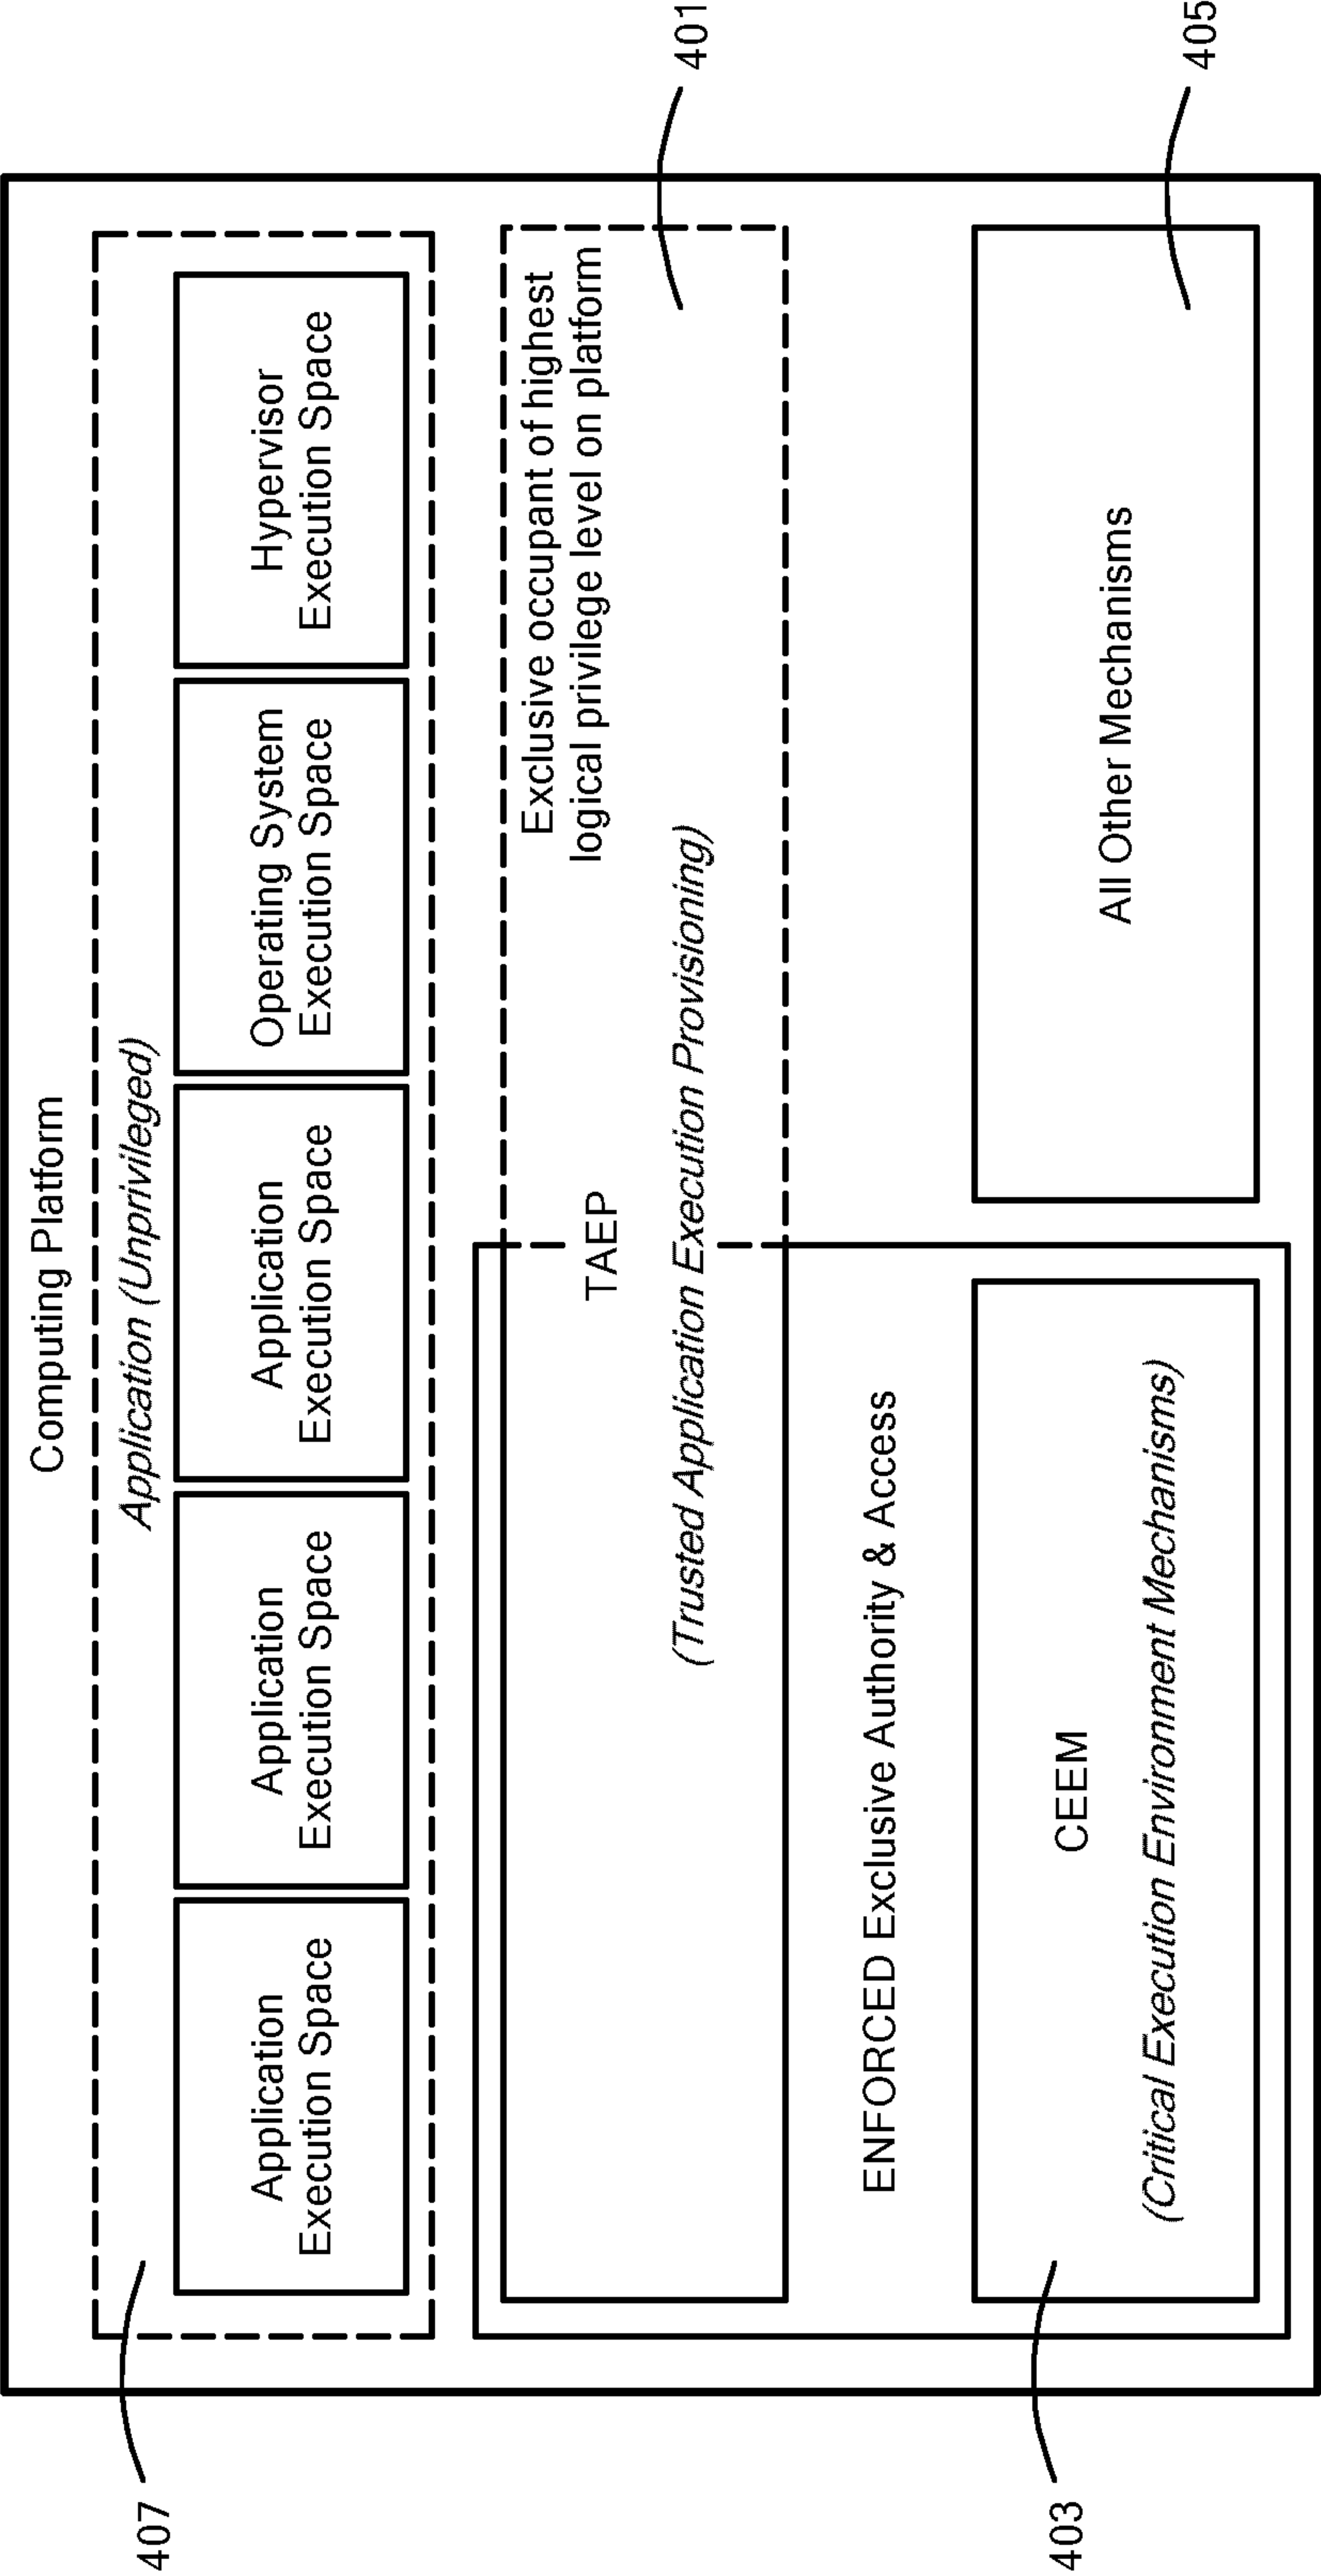 Computing Platform
407
Application (Unprivileged)
Application
Execution Space
Application
Execution Space
Application
Execution Space
Operating System
Execution Space
Hypervisor
Execution Space
Exclusive occupant of highest
logical privilege level on platform
TAEP
(Trusted Application Execution Provisioning)
401
ENFORCED Exclusive Authority & Access
CEEM
(Critical Execution Environment Mechanisms)
403
All Other Mechanisms
405